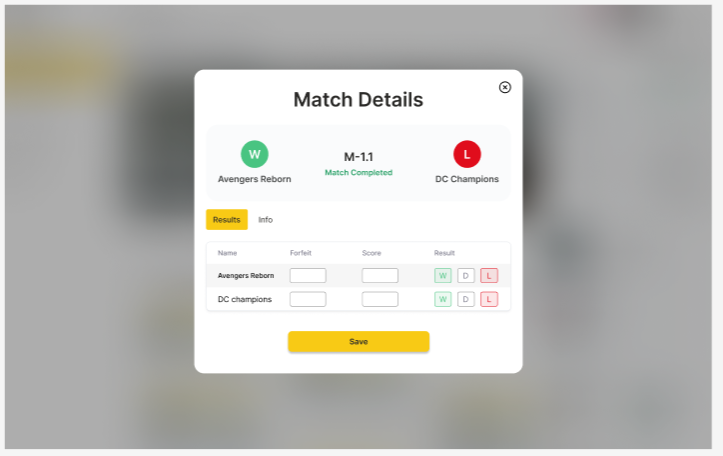 Match Details
W
M-1.1
L
Avengers Reborn
Match Completed
DC Champions
Results Info
Name Forfeit Score Result
Avengers Reborn W D L
DC champions W D L
Save